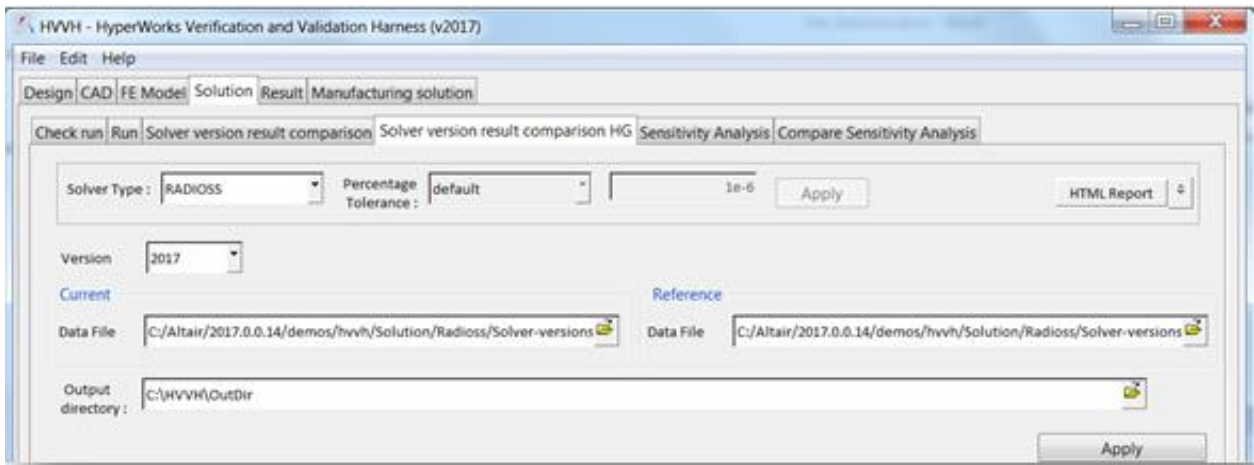 HVVH - HyperWorks Verification and Validation Harness (v2017)
File Edit Help
Design CAD FE Model Solution Result Manufacturing solution
Check run Run Solver version result comparison Solver version result comparison HG Sensitivity Analysis Compare Sensitivity Analysis
Solver Type : RADIOSS Percentage Tolerance : default 1e-6 Apply HTML Report
Version 2017
Current Reference
Data File C:/Altair/2017.0.0.14/demos/hvvh/Solution/Radioss/Solver-versions Data File C:/Altair/2017.0.0.14/demos/hvvh/Solution/Radioss/Solver-versions
Output directory : C:\HVVH\OutDir
Apply